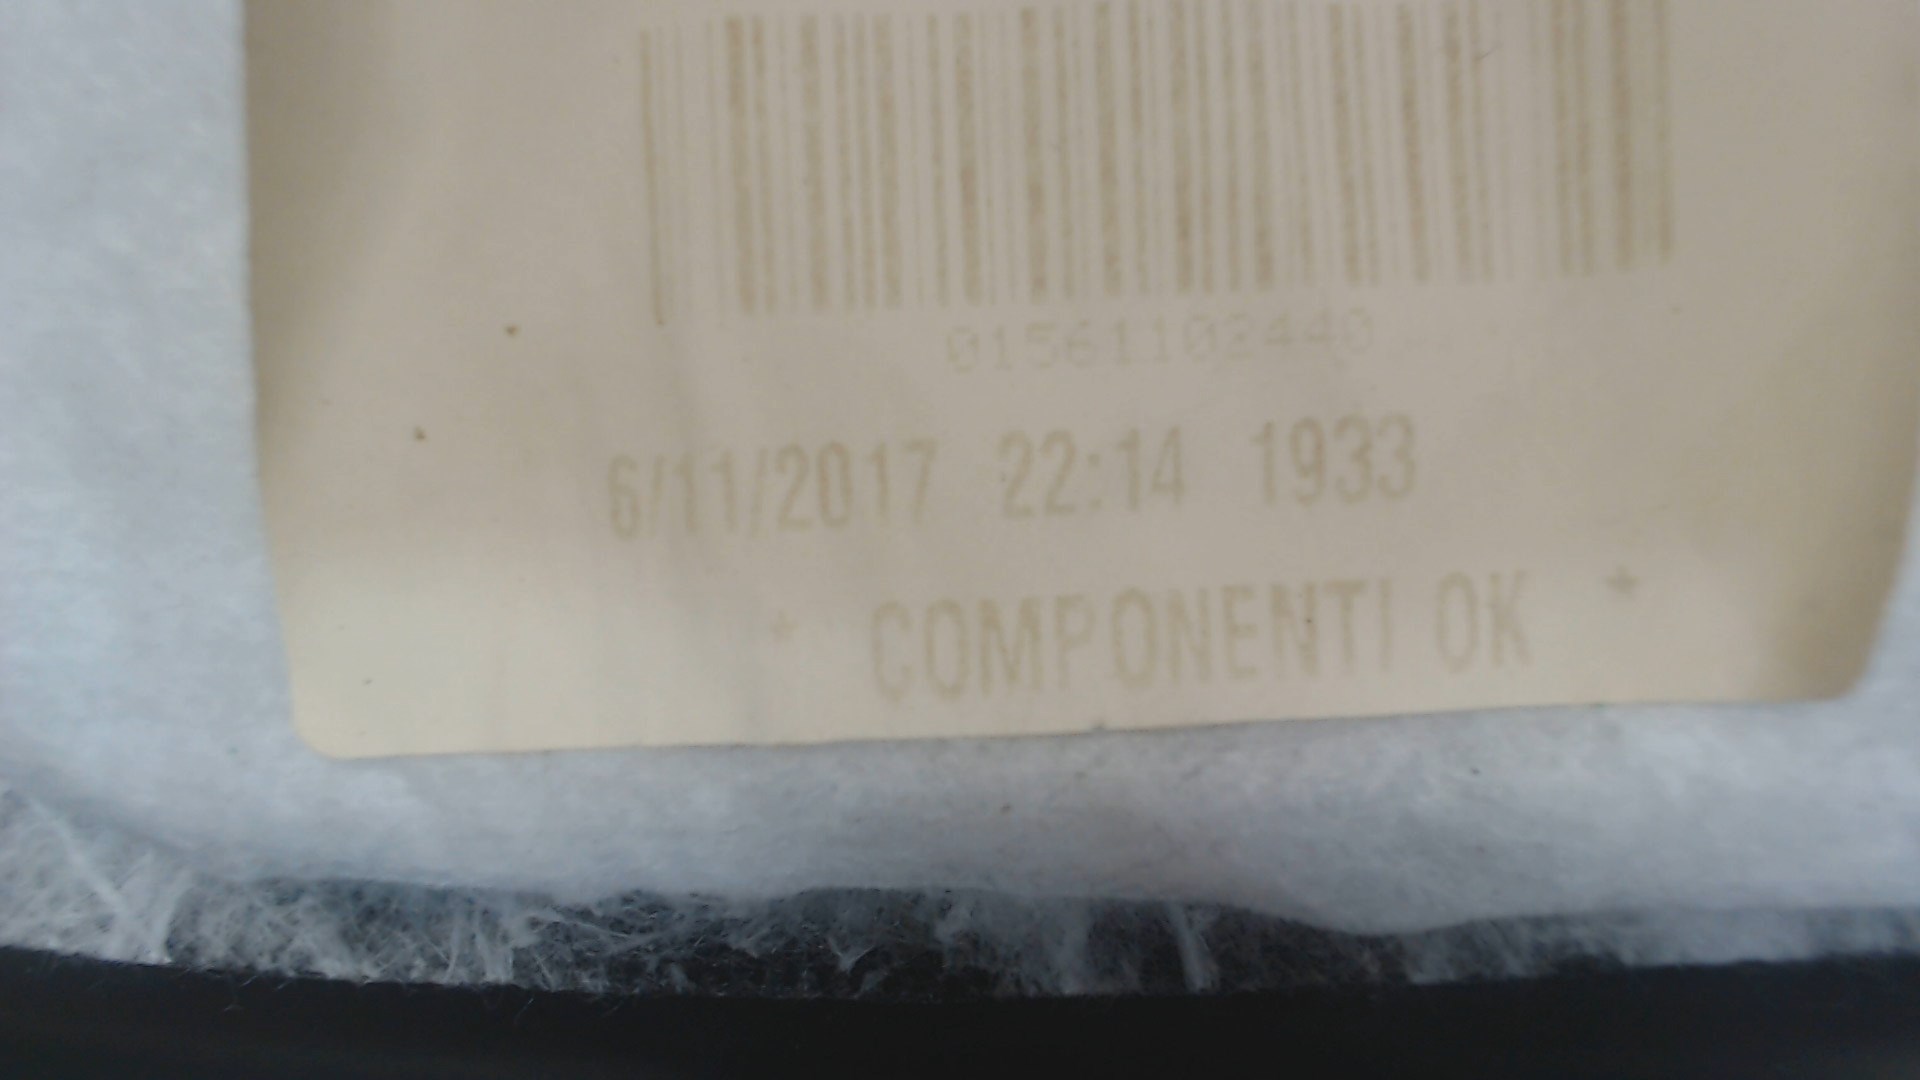 01561102440
6/11/2017 22:14 1933
* COMPONENTI OK *